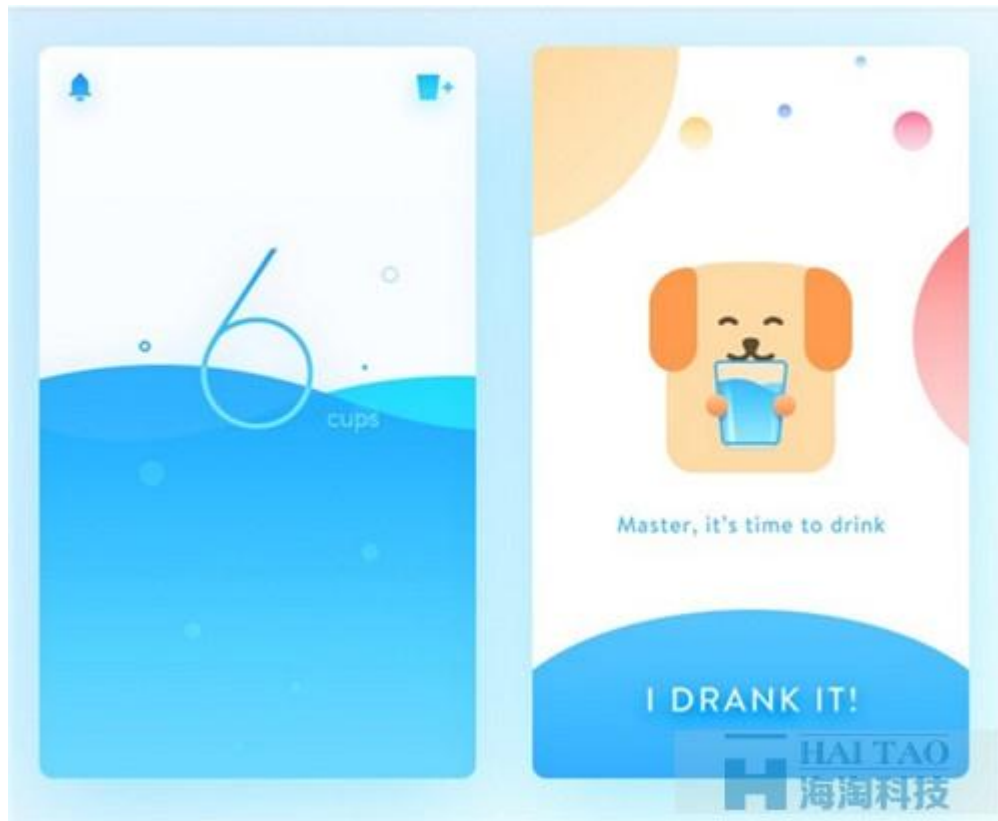 6
cups
Master, it's time to drink
I DRANK IT!
HAI TAO
海淘科技